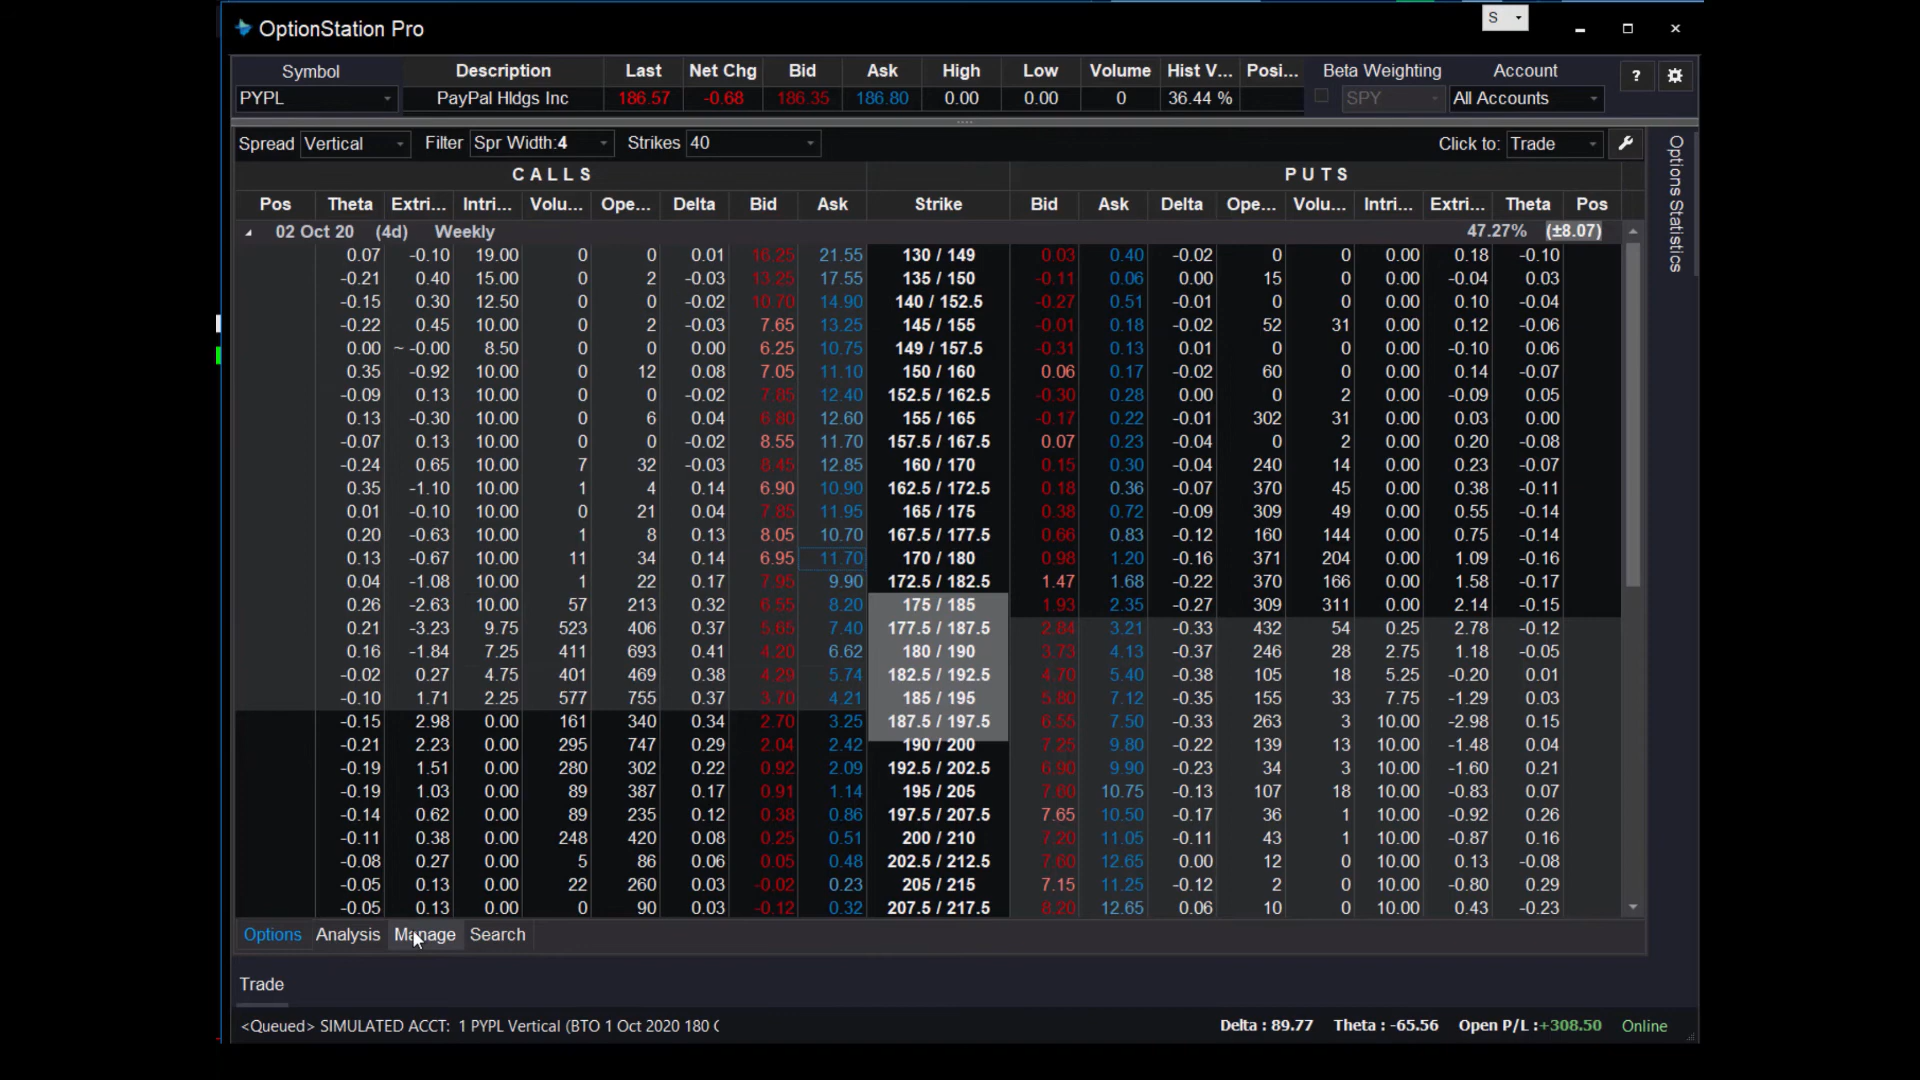 OptionStation Pro
S
Symbol Description Last Net Chg Bid Ask High Low Volume Hist V... Posi... Beta Weighting Account ?
PYPL PayPal Hldgs Inc 186.57 -0.68 186.35 186.80 0.00 0.00 0 36.44 % SPY All Accounts
Spread Vertical Filter Spr Width:4 Strikes 40 Click to: Trade
Options Statistics
CALLS PUTS
Pos Theta Extri... Intri... Volu... Ope... Delta Bid Ask Strike Bid Ask Delta Ope... Volu... Intri... Extri... Theta Pos
02 Oct 20 (4d) Weekly 47.27% (±8.07)
0.07 -0.10 19.00 0 0 0.01 16.25 21.55 130 / 149 0.03 0.40 -0.02 0 0 0.00 0.18 -0.10
-0.21 0.40 15.00 0 2 -0.03 13.25 17.55 135 / 150 -0.11 0.06 0.00 15 0.00 -0.04 0.03
-0.15 0.30 12.50 0 0 -0.02 10.70 14.90 140 / 152.5 -0.27 0.51 -0.01 0 0 0.00 0.10 -0.04
-0.22 0.45 10.00 0 2 -0.03 7.65 13.25 145 / 155 -0.01 0.18 -0.02 52 31 0.00 0.12 -0.06
0.00 ~ -0.00 8.50 0 0 0.00 6.25 10.75 149 / 157.5 -0.31 0.13 0.01 0 0 0.00 -0.10 0.06
0.35 -0.92 10.00 0 12 0.08 7.05 11.10 150 / 160 0.06 0.17 -0.02 60 0 0.00 0.14 -0.07
-0.09 0.13 10.00 0 0 -0.02 7.85 12.40 152.5 / 162.5 -0.30 0.28 0.00 0 2 0.00 -0.09 0.05
0.13 -0.30 10.00 0 6 0.04 6.80 12.60 155 / 165 -0.17 0.22 -0.01 302 31 0.00 0.03 0.00
-0.07 0.13 10.00 0 0 -0.02 8.55 11.70 157.5 / 167.5 0.07 0.23 -0.04 0 2 0.00 0.20 -0.08
-0.24 0.65 10.00 7 32 -0.03 8.45 12.85 160 / 170 0.15 0.30 -0.04 240 14 0.00 0.23 -0.07
0.35 -1.10 10.00 1 4 0.14 6.90 10.90 162.5 / 172.5 0.18 0.36 -0.07 370 45 0.00 0.38 -0.11
0.01 -0.10 10.00 0 21 0.04 7.85 11.95 165 / 175 0.38 0.72 -0.09 309 49 0.00 0.55 -0.14
0.20 -0.63 10.00 1 8 0.13 8.05 10.70 167.5 / 177.5 0.66 0.83 -0.12 160 144 0.00 0.75 -0.14
0.13 -0.67 10.00 11 34 0.14 6.95 11.70 170 / 180 0.98 1.20 -0.16 371 204 0.00 1.09 -0.16
0.04 -1.08 10.00 1 22 0.17 7.95 9.90 172.5 / 182.5 1.47 1.68 -0.22 370 166 0.00 1.58 -0.17
0.26 -2.63 10.00 57 213 0.32 6.55 8.20 175 / 185 1.93 2.35 -0.27 309 311 0.00 2.14 -0.15
0.21 -3.23 9.75 523 406 0.37 5.65 7.40 177.5 / 187.5 2.84 3.21 -0.33 432 54 0.25 2.78 -0.12
0.16 -1.84 7.25 411 693 0.41 4.20 6.62 180 / 190 3.73 4.13 -0.37 246 28 2.75 1.18 -0.05
-0.02 0.27 4.75 401 469 0.38 4.29 5.74 182.5 / 192.5 4.70 5.40 -0.38 105 18 5.25 -0.20 0.01
-0.10 1.71 2.25 577 755 0.37 3.70 4.21 185 / 195 5.80 7.12 -0.35 155 33 7.75 -1.29 0.03
-0.15 2.98 0.00 161 340 0.34 2.70 3.25 187.5 / 197.5 6.55 7.50 -0.33 263 3 10.00 -2.98 0.15
-0.21 2.23 0.00 295 747 0.29 2.04 2.42 190 / 200 7.25 9.80 -0.22 139 13 10.00 -1.48 0.04
-0.19 1.51 0.00 280 302 0.22 0.92 2.09 192.5 / 202.5 6.90 9.90 -0.23 34 3 10.00 -1.60 0.21
-0.19 1.03 0.00 89 387 0.17 0.91 1.14 195 / 205 7.60 10.75 -0.13 107 18 10.00 -0.83 0.07
-0.14 0.62 0.00 89 235 0.12 0.38 0.86 197.5 / 207.5 7.65 10.50 -0.17 36 1 10.00 -0.92 0.26
-0.11 0.38 0.00 248 420 0.08 0.25 0.51 200 / 210 7.20 11.05 -0.11 43 1 10.00 -0.87 0.16
-0.08 0.27 0.00 5 86 0.06 0.05 0.48 202.5 / 212.5 7.60 12.65 0.00 12 0 10.00 0.13 -0.08
-0.05 0.13 0.00 22 260 0.03 -0.02 0.23 205 / 215 7.15 11.25 -0.12 2 0 10.00 -0.80 0.29
-0.05 0.13 0.00 0 90 0.03 -0.12 0.32 207.5 / 217.5 8.20 12.65 0.06 10 0 10.00 0.43 -0.23
Options Analysis Manage Search
Trade
<Queued> SIMULATED ACCT: 1 PYPL Vertical (BTO 1 Oct 2020 180 C Delta : 89.77 Theta : -65.56 Open P/L :+308.50 Online